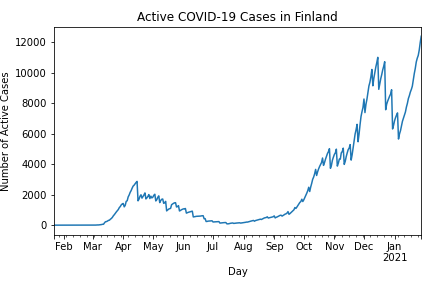 Active COVID-19 Cases in Finland
Number of Active Cases
12000
10000
8000
6000
4000
2000
0
Feb Mar Apr May Jun Jul Aug Sep Oct Nov Dec Jan
2021
Day